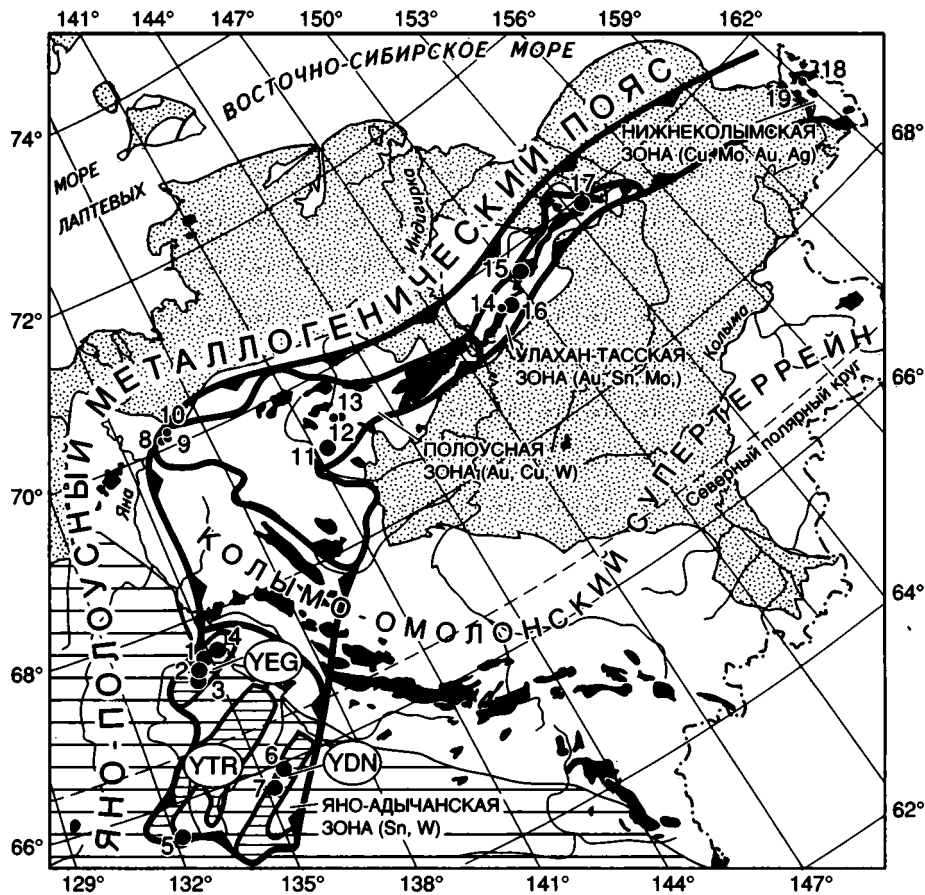 141° 144° 147° 150° 153° 156° 159° 162°
ВОСТОЧНО-СИБИРСКОЕ МОРЕ
МОРЕ
ЛАПТЕВЫХ
ЯНО-ПОЛОУСНЫЙ МЕТАЛЛОГЕНИЧЕСКИЙ ПОЯС
18
19
НИЖНЕКОЛЫМСКАЯ
ЗОНА (Cu, Mo, Au, Ag)
74°
68°
Индигирка
17
15
14
16
72°
Колыма
УЛАХАН-ТАССКАЯ
ЗОНА (Au, Sn, Mo,)
66°
10
8
9
13
12
11
ПОЛОУСНАЯ
ЗОНА (Au, Cu, W)
Северный полярный круг
70°
Яна
КОЛЫМО-ОМОЛОНСКИЙ СУПЕРТЕРРЕЙН
64°
1
4
2
3
YEG
68°
YTR
6
7
YDN
ЯНО-АДЫЧАНСКАЯ
ЗОНА (Sn, W)
62°
5
66°
129° 132° 135° 138° 141° 144° 147°